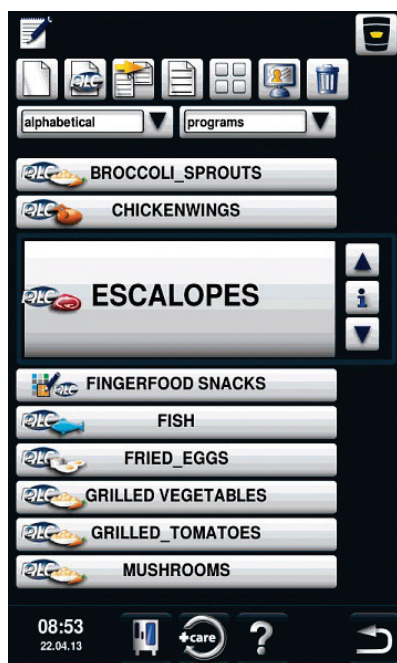 alphabetical programs
BROCCOLI_SPROUTS
CHICKENWINGS
ESCALOPES
i
FINGERFOOD SNACKS
FISH
FRIED_EGGS
GRILLED VEGETABLES
GRILLED_TOMATOES
MUSHROOMS
08:53
22.04.13
+care ?